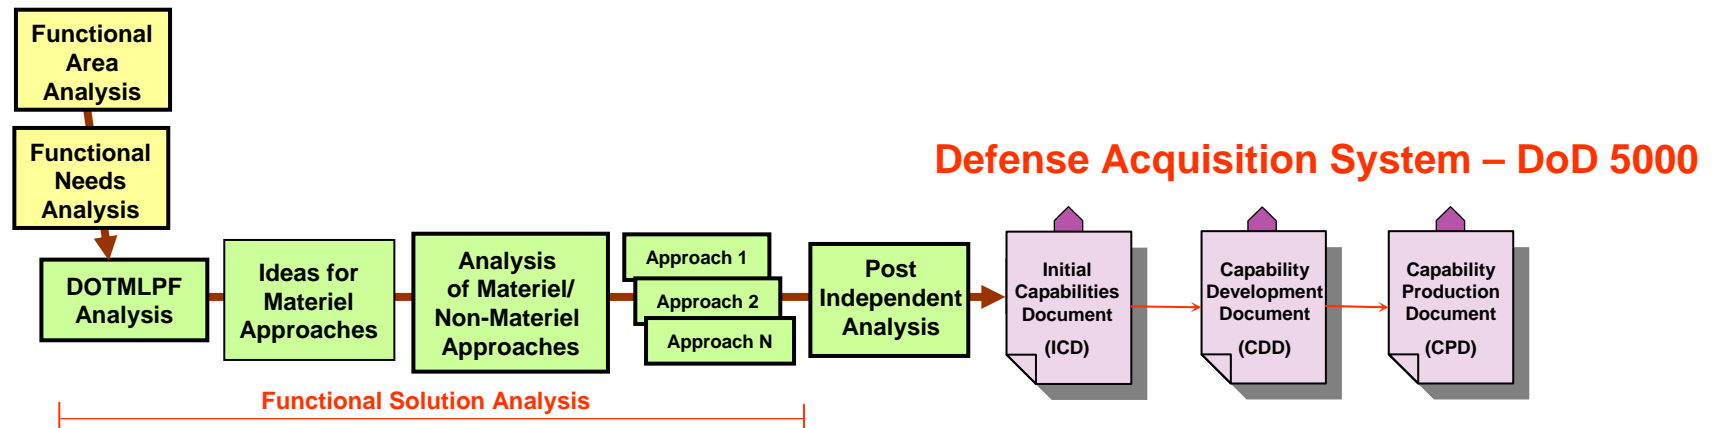 Functional
Area
Analysis
Functional
Needs
Analysis
Defense Acquisition System – DoD 5000
DOTMLPF
Analysis
Ideas for
Materiel
Approaches
Analysis
of Materiel/
Non-Materiel
Approaches
Approach 1
Approach 2
Approach N
Post
Independent
Analysis
Initial
Capabilities
Document
(ICD)
Capability
Development
Document
(CDD)
Capability
Production
Document
(CPD)
Functional Solution Analysis